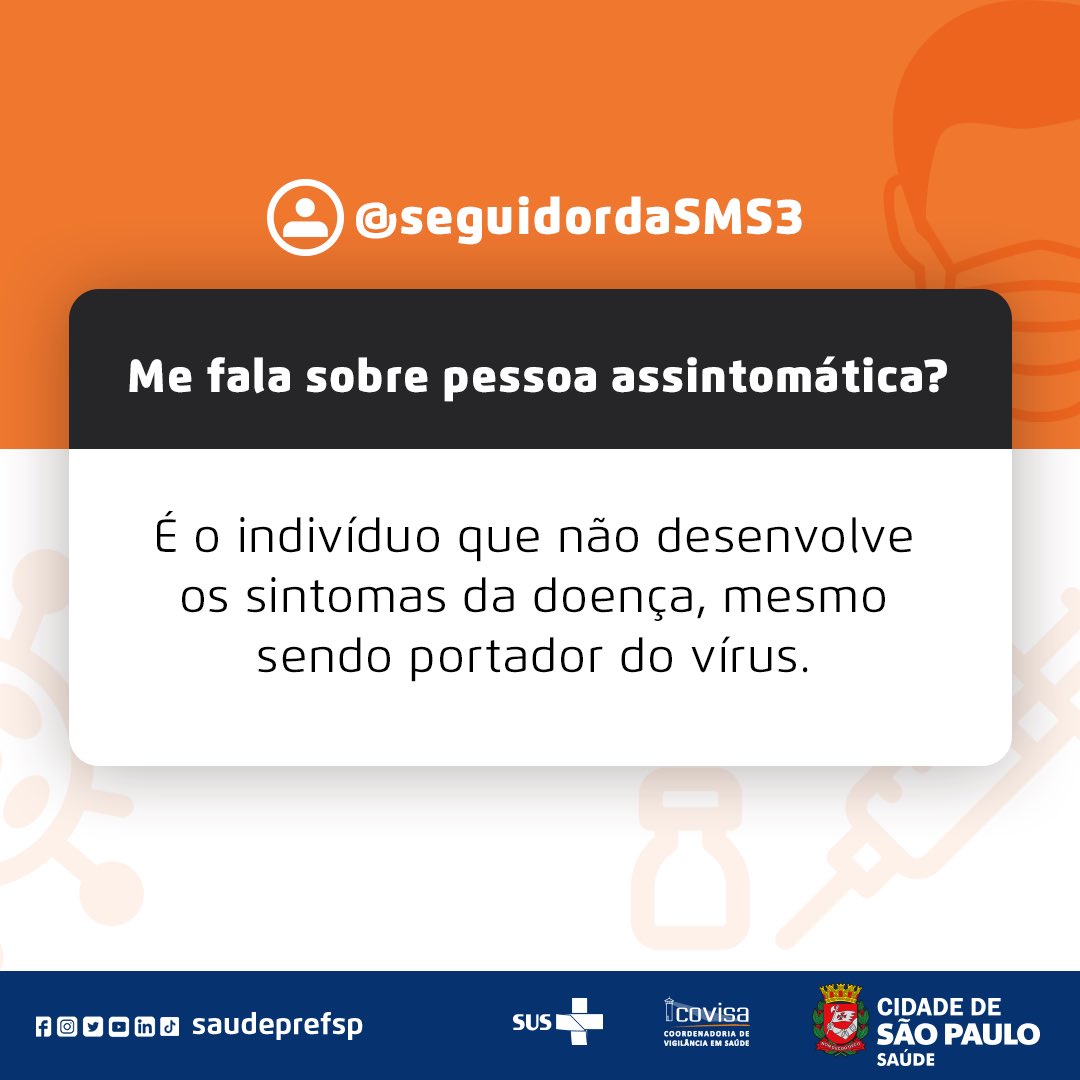 @seguidordaSMS3
Me fala sobre pessoa assintomática?
É o indivíduo que não desenvolve
os sintomas da doença, mesmo
sendo portador do vírus.
saudeprefsp
SUS
covisa
COORDENADORIA DE
VIGILÂNCIA EM SAÚDE
CIDADE DE
SÃO PAULO
SAÚDE